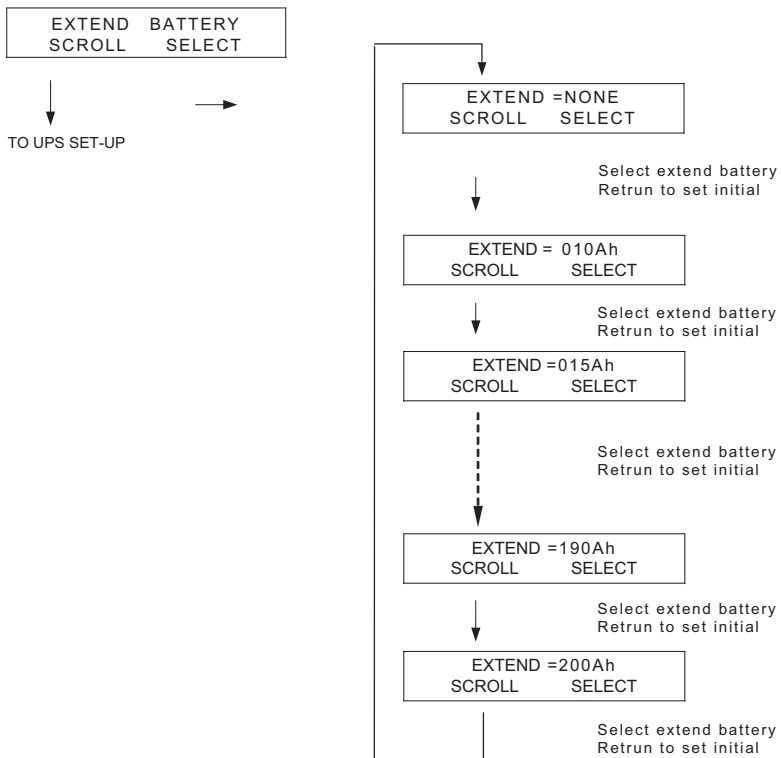 EXTEND BATTERY
SCROLL SELECT
TO UPS SET-UP
EXTEND =NONE
SCROLL SELECT
Select extend battery
Retrun to set initial
EXTEND = 010Ah
SCROLL SELECT
Select extend battery
Retrun to set initial
EXTEND =015Ah
SCROLL SELECT
Select extend battery
Retrun to set initial
EXTEND =190Ah
SCROLL SELECT
Select extend battery
Retrun to set initial
EXTEND =200Ah
SCROLL SELECT
Select extend battery
Retrun to set initial